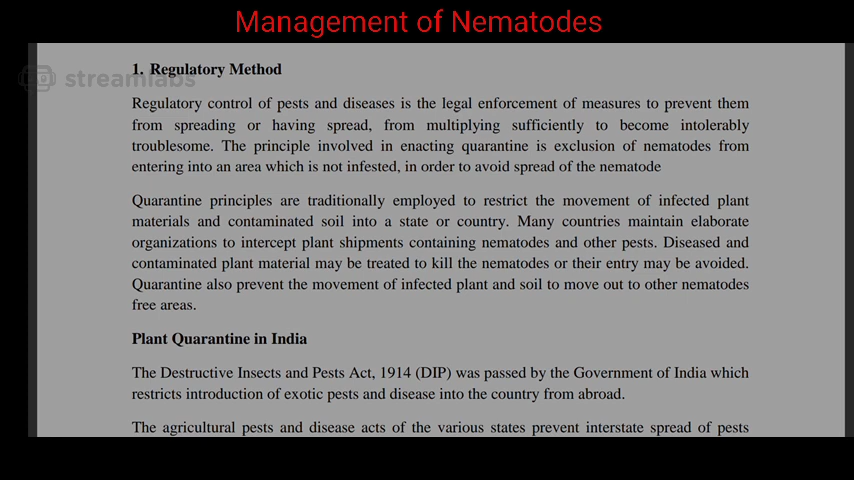 Management of Nematodes
streamlabs
1. Regulatory Method
Regulatory control of pests and diseases is the legal enforcement of measures to prevent them
from spreading or having spread, from multiplying sufficiently to become intolerably
troublesome. The principle involved in enacting quarantine is exclusion of nematodes from
entering into an area which is not infested, in order to avoid spread of the nematode
Quarantine principles are traditionally employed to restrict the movement of infected plant
materials and contaminated soil into a state or country. Many countries maintain elaborate
organizations to intercept plant shipments containing nematodes and other pests. Diseased and
contaminated plant material may be treated to kill the nematodes or their entry may be avoided.
Quarantine also prevent the movement of infected plant and soil to move out to other nematodes
free areas.
Plant Quarantine in India
The Destructive Insects and Pests Act, 1914 (DIP) was passed by the Government of India which
restricts introduction of exotic pests and disease into the country from abroad.
The agricultural pests and disease acts of the various states prevent interstate spread of pests